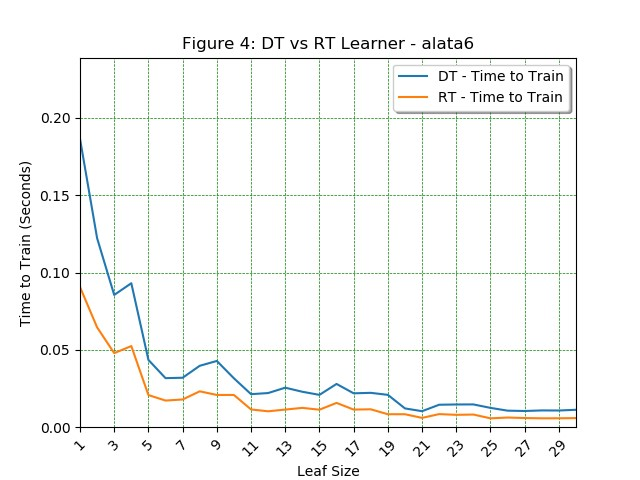 Figure 4: DT vs RT Learner - alata6
DT - Time to Train
RT - Time to Train
Time to Train (Seconds)
0.20
0.15
0.10
0.05
0.00
1 3 5 7 9 11 13 15 17 19 21 23 25 27 29
Leaf Size